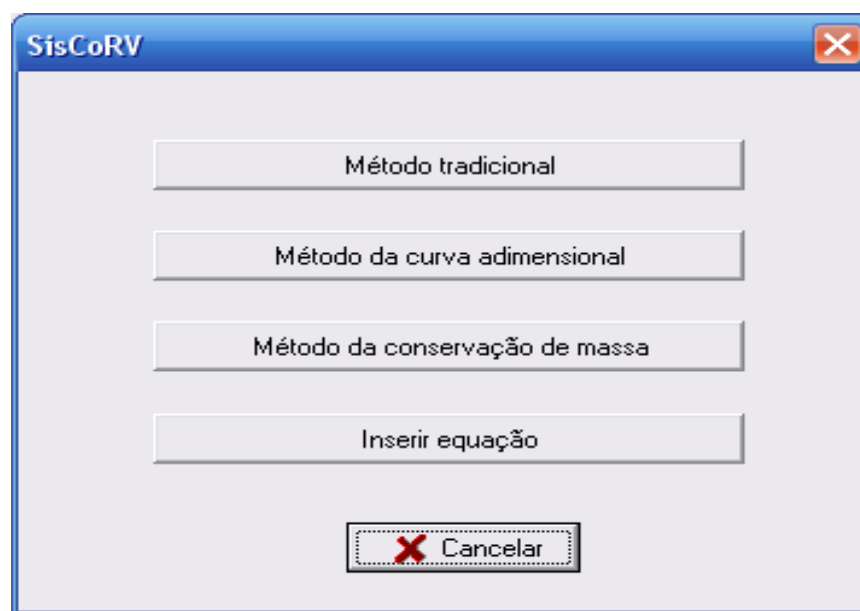 SisCoRV
Método tradicional
Método da curva adimensional
Método da conservação de massa
Inserir equação
Cancelar